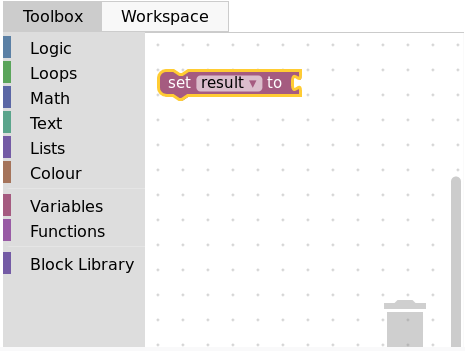 Toolbox Workspace
Logic
Loops
Math
Text
Lists
Colour
Variables
Functions
Block Library
set result ▾ to